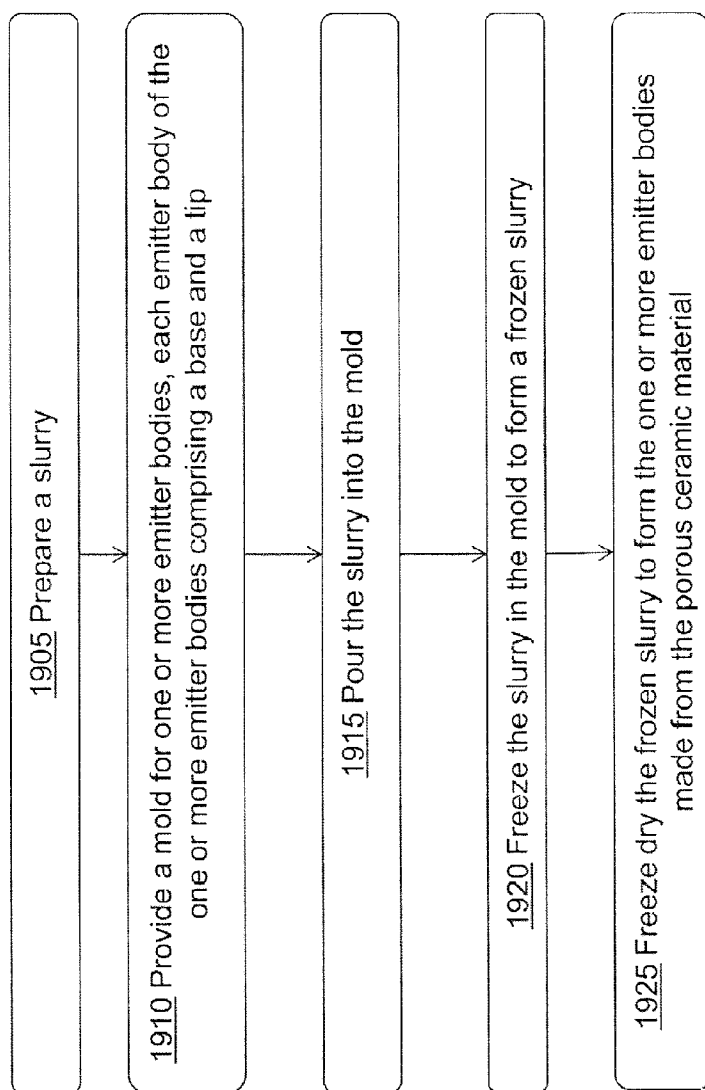 1905 Prepare a slurry
1910 Provide a mold for one or more emitter bodies, each emitter body of the
one or more emitter bodies comprising a base and a tip
1915 Pour the slurry into the mold
1920 Freeze the slurry in the mold to form a frozen slurry
1925 Freeze dry the frozen slurry to form the one or more emitter bodies
made from the porous ceramic material